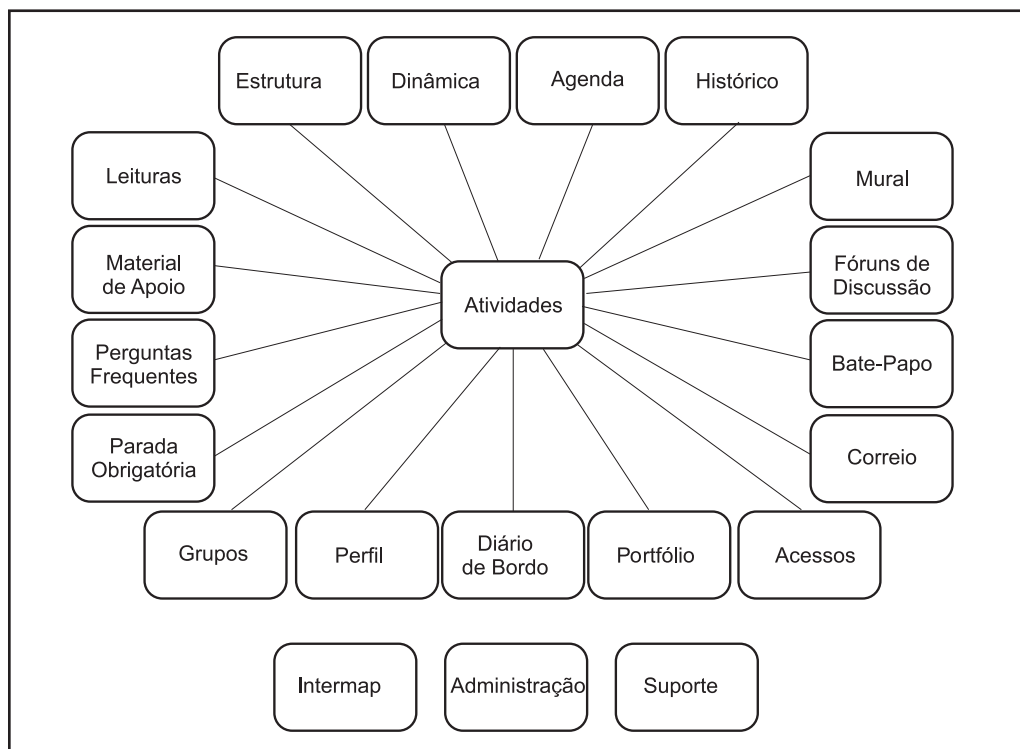 Estrutura
Dinâmica
Agenda
Histórico
Leituras
Mural
Material
de Apoio
Fóruns de
Discussão
Atividades
Perguntas
Frequentes
Bate-Papo
Parada
Obrigatória
Correio
Grupos
Perfil
Diário
de Bordo
Portfólio
Acessos
Intermap
Administração
Suporte